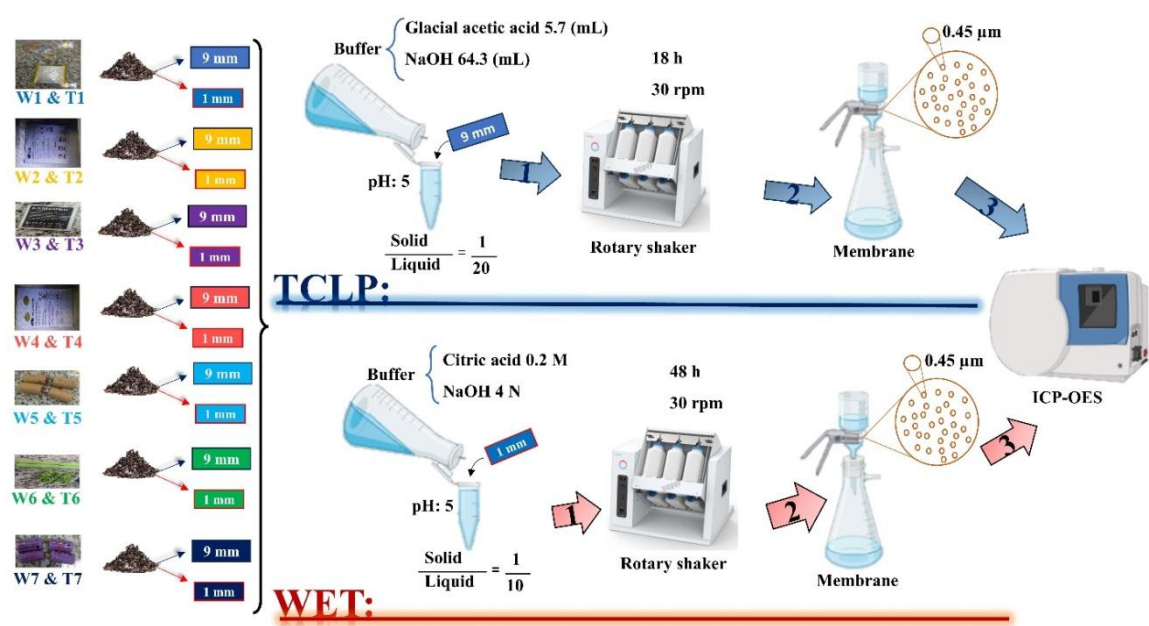 9 mm
1 mm
W1 & T1
9 mm
1 mm
W2 & T2
9 mm
1 mm
W3 & T3
9 mm
1 mm
W4 & T4
9 mm
1 mm
W5 & T5
9 mm
1 mm
W6 & T6
9 mm
1 mm
W7 & T7
Buffer
Glacial acetic acid 5.7 (mL)
NaOH 64.3 (mL)
9 mm
pH: 5
Solid
Liquid
=
1
20
1
18 h
30 rpm
Rotary shaker
2
0.45 µm
Membrane
3
TCLP:
ICP-OES
Buffer
Citric acid 0.2 M
NaOH 4 N
1 mm
pH: 5
Solid
Liquid
=
1
10
1
48 h
30 rpm
Rotary shaker
2
0.45 µm
Membrane
3
WET: